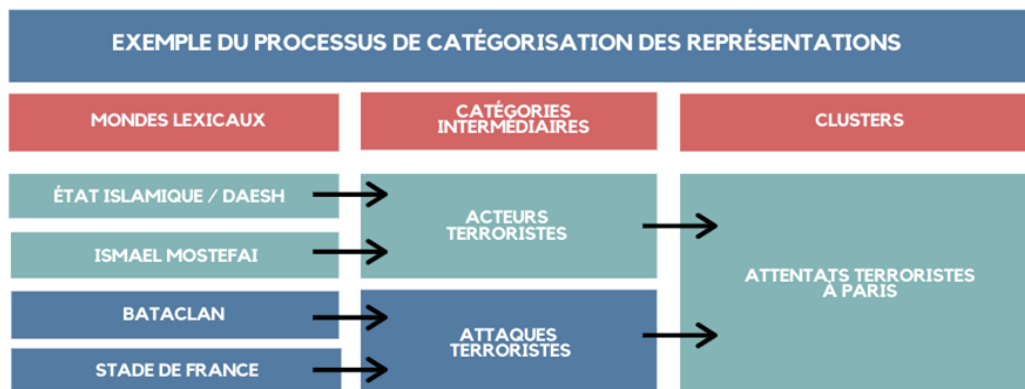 EXEMPLE DU PROCESSUS DE CATÉGORISATION DES REPRÉSENTATIONS
MONDES LEXICAUX
CATÉGORIES
INTERMÉDIAIRES
CLUSTERS
ÉTAT ISLAMIQUE / DAESH
ISMAEL MOSTEFAI
ACTEURS
TERRORISTES
BATACLAN
STADE DE FRANCE
ATTAQUES
TERRORISTES
ATTENTATS TERRORISTES
À PARIS